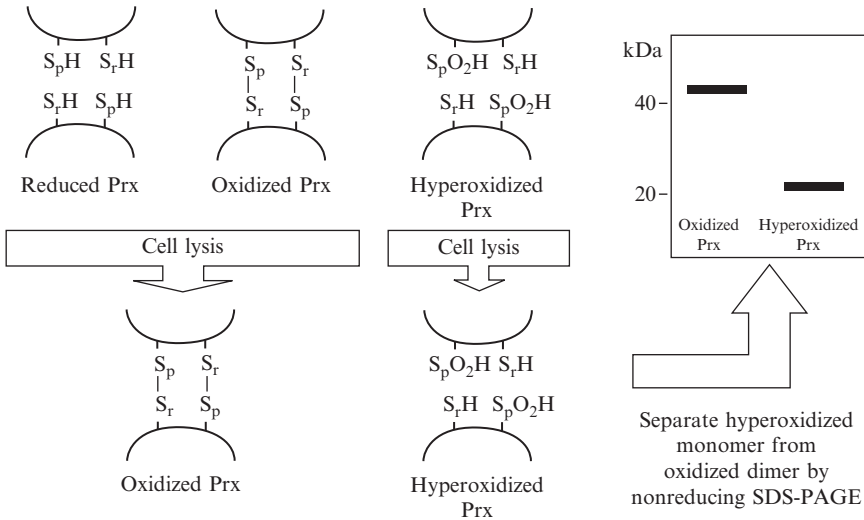 SpH SrH
SrH SpH
Reduced Prx
Sp Sr
Sr Sp
Oxidized Prx
SpO2H SrH
SrH SpO2H
Hyperoxidized
Prx
Cell lysis
Cell lysis
Sp Sr
Sr Sp
Oxidized Prx
SpO2H SrH
SrH SpO2H
Hyperoxidized
Prx
kDa
40
20
Oxidized
Prx
Hyperoxidized
Prx
Separate hyperoxidized
monomer from
oxidized dimer by
nonreducing SDS-PAGE